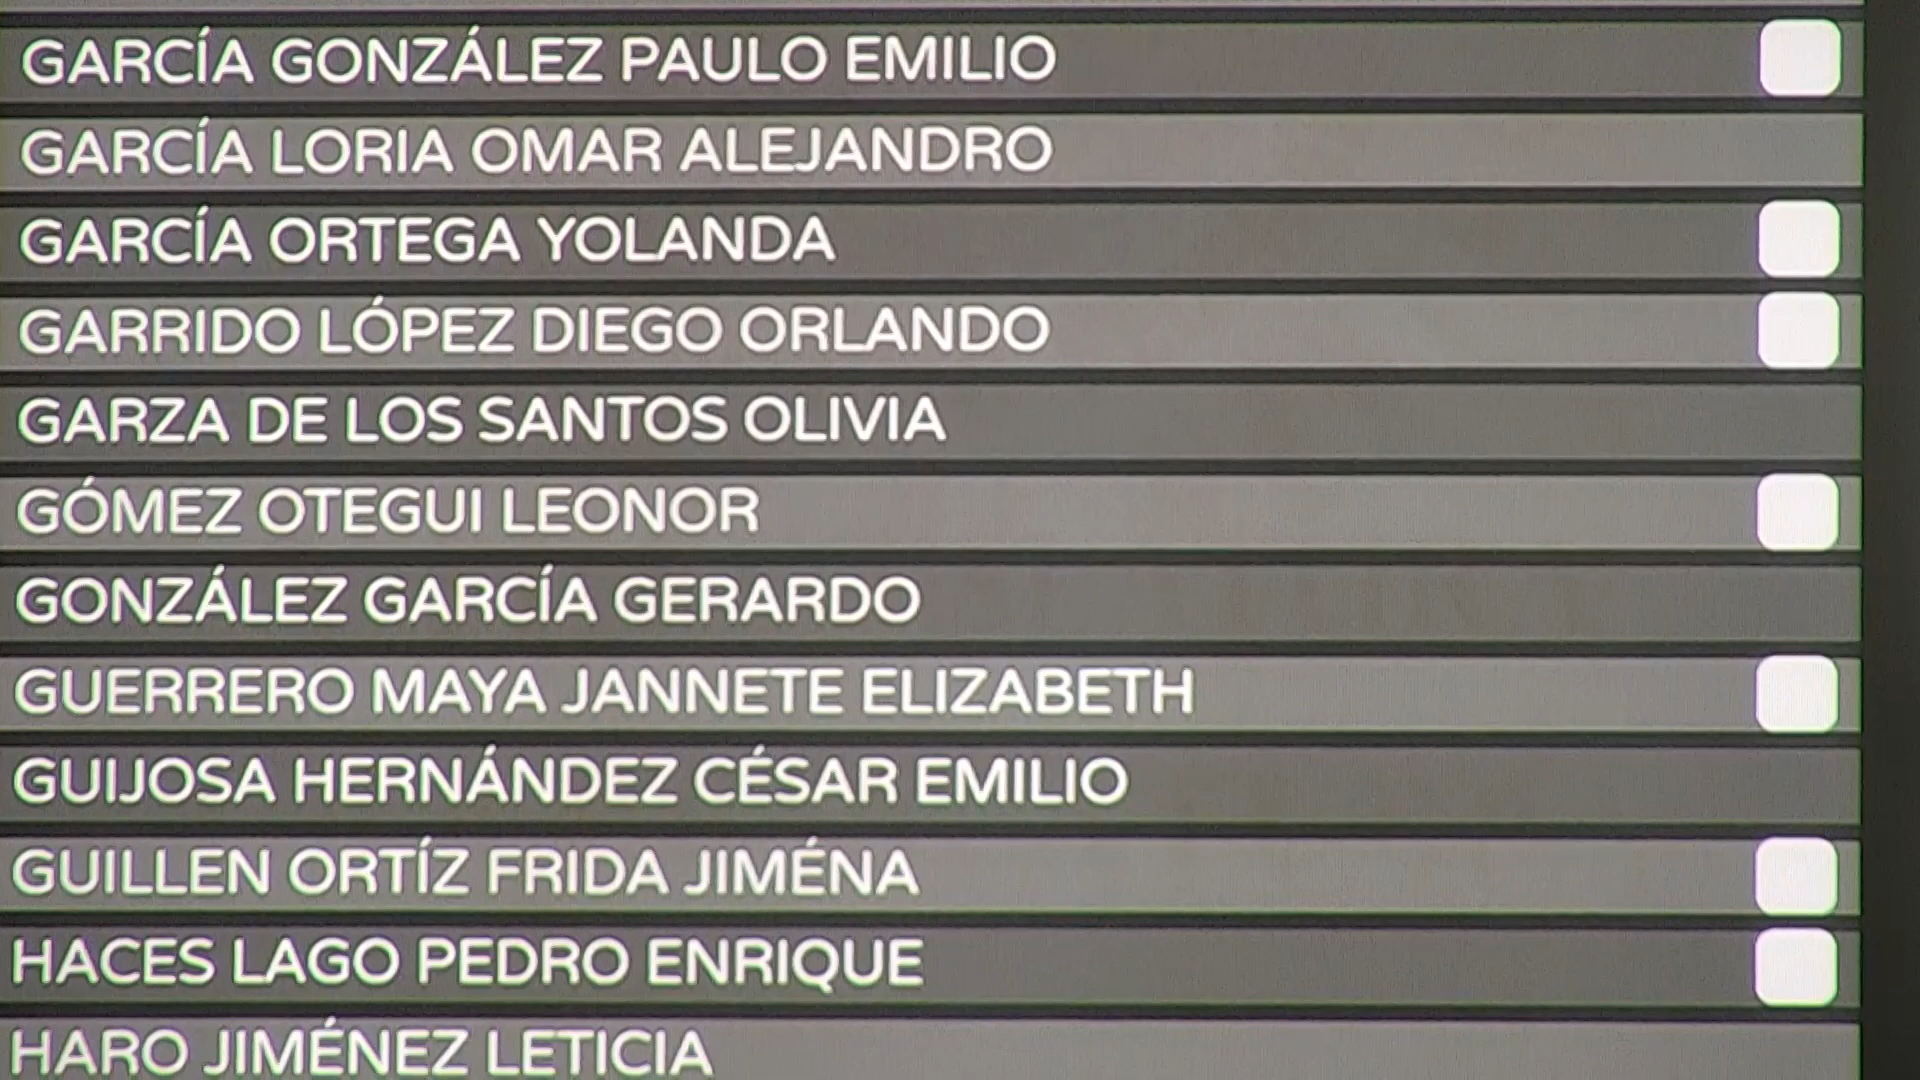 GARCÍA GONZÁLEZ PAULO EMILIO
GARCÍA LORIA OMAR ALEJANDRO
GARCÍA ORTEGA YOLANDA
GARRIDO LÓPEZ DIEGO ORLANDO
GARZA DE LOS SANTOS OLIVIA
GÓMEZ OTEGUI LEONOR
GONZÁLEZ GARCÍA GERARDO
GUERRERO MAYA JANNETE ELIZABETH
GUIJOSA HERNÁNDEZ CÉSAR EMILIO
GUILLEN ORTÍZ FRIDA JIMÉNA
HACES LAGO PEDRO ENRIQUE
HARO JIMÉNEZ LETICIA